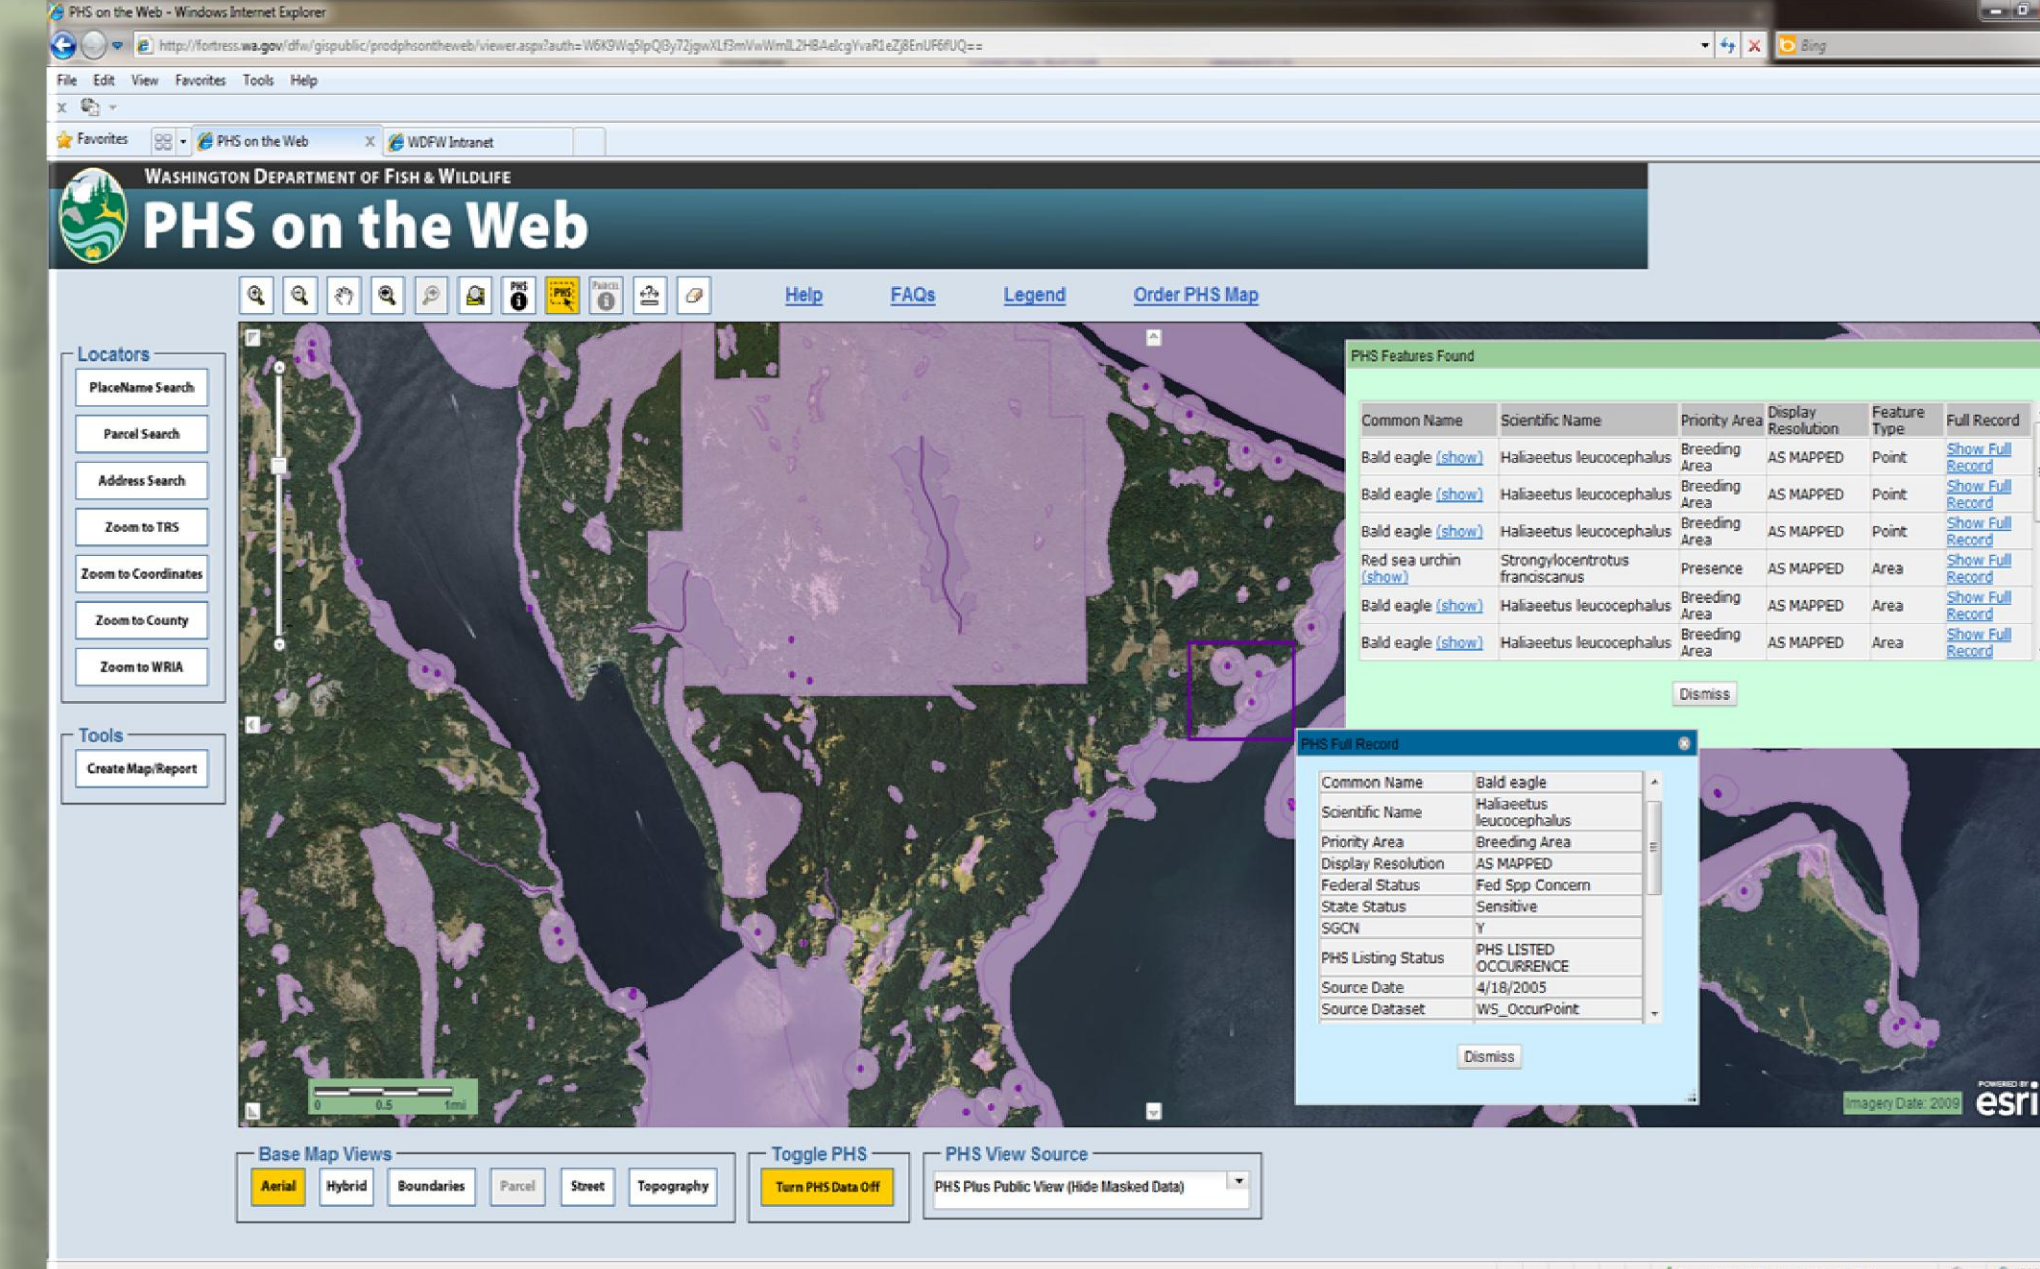 PHS on the Web - Windows Internet Explorer
Bing
File Edit View Favorites Tools Help
x
Favorites PHS on the Web X WDFW Intranet
WASHINGTON DEPARTMENT OF FISH & WILDLIFE
PHS on the Web
PHS PHS PARCEL Help FAQs Legend Order PHS Map
Locators
PlaceName Search
Parcel Search
Address Search
Zoom to TRS
Zoom to Coordinates
Zoom to County
Zoom to WRIA
Tools
Create Map/Report
0 0.5 1mi
PHS Features Found
Common Name Scientific Name Priority Area Display Resolution Feature Type Full Record
Bald eagle (show) Haliaeetus leucocephalus Breeding Area AS MAPPED Point Show Full Record
Bald eagle (show) Haliaeetus leucocephalus Breeding Area AS MAPPED Point Show Full Record
Bald eagle (show) Haliaeetus leucocephalus Breeding Area AS MAPPED Point Show Full Record
Red sea urchin (show) Strongylocentrotus franciscanus Presence AS MAPPED Area Show Full Record
Bald eagle (show) Haliaeetus leucocephalus Breeding Area AS MAPPED Area Show Full Record
Bald eagle (show) Haliaeetus leucocephalus Breeding Area AS MAPPED Area Show Full Record
Dismiss
PHS Full Record
Common Name Bald eagle
Scientific Name Haliaeetus leucocephalus
Priority Area Breeding Area
Display Resolution AS MAPPED
Federal Status Fed Spp Concern
State Status Sensitive
SGCN Y
PHS Listing Status PHS LISTED OCCURRENCE
Source Date 4/18/2005
Source Dataset WS_OccurPoint
Dismiss
Imagery Date: 2009
POWERED BY
esri
Base Map Views
Aerial Hybrid Boundaries Parcel Street Topography
Toggle PHS
Turn PHS Data Off
PHS View Source
PHS Plus Public View (Hide Masked Data)